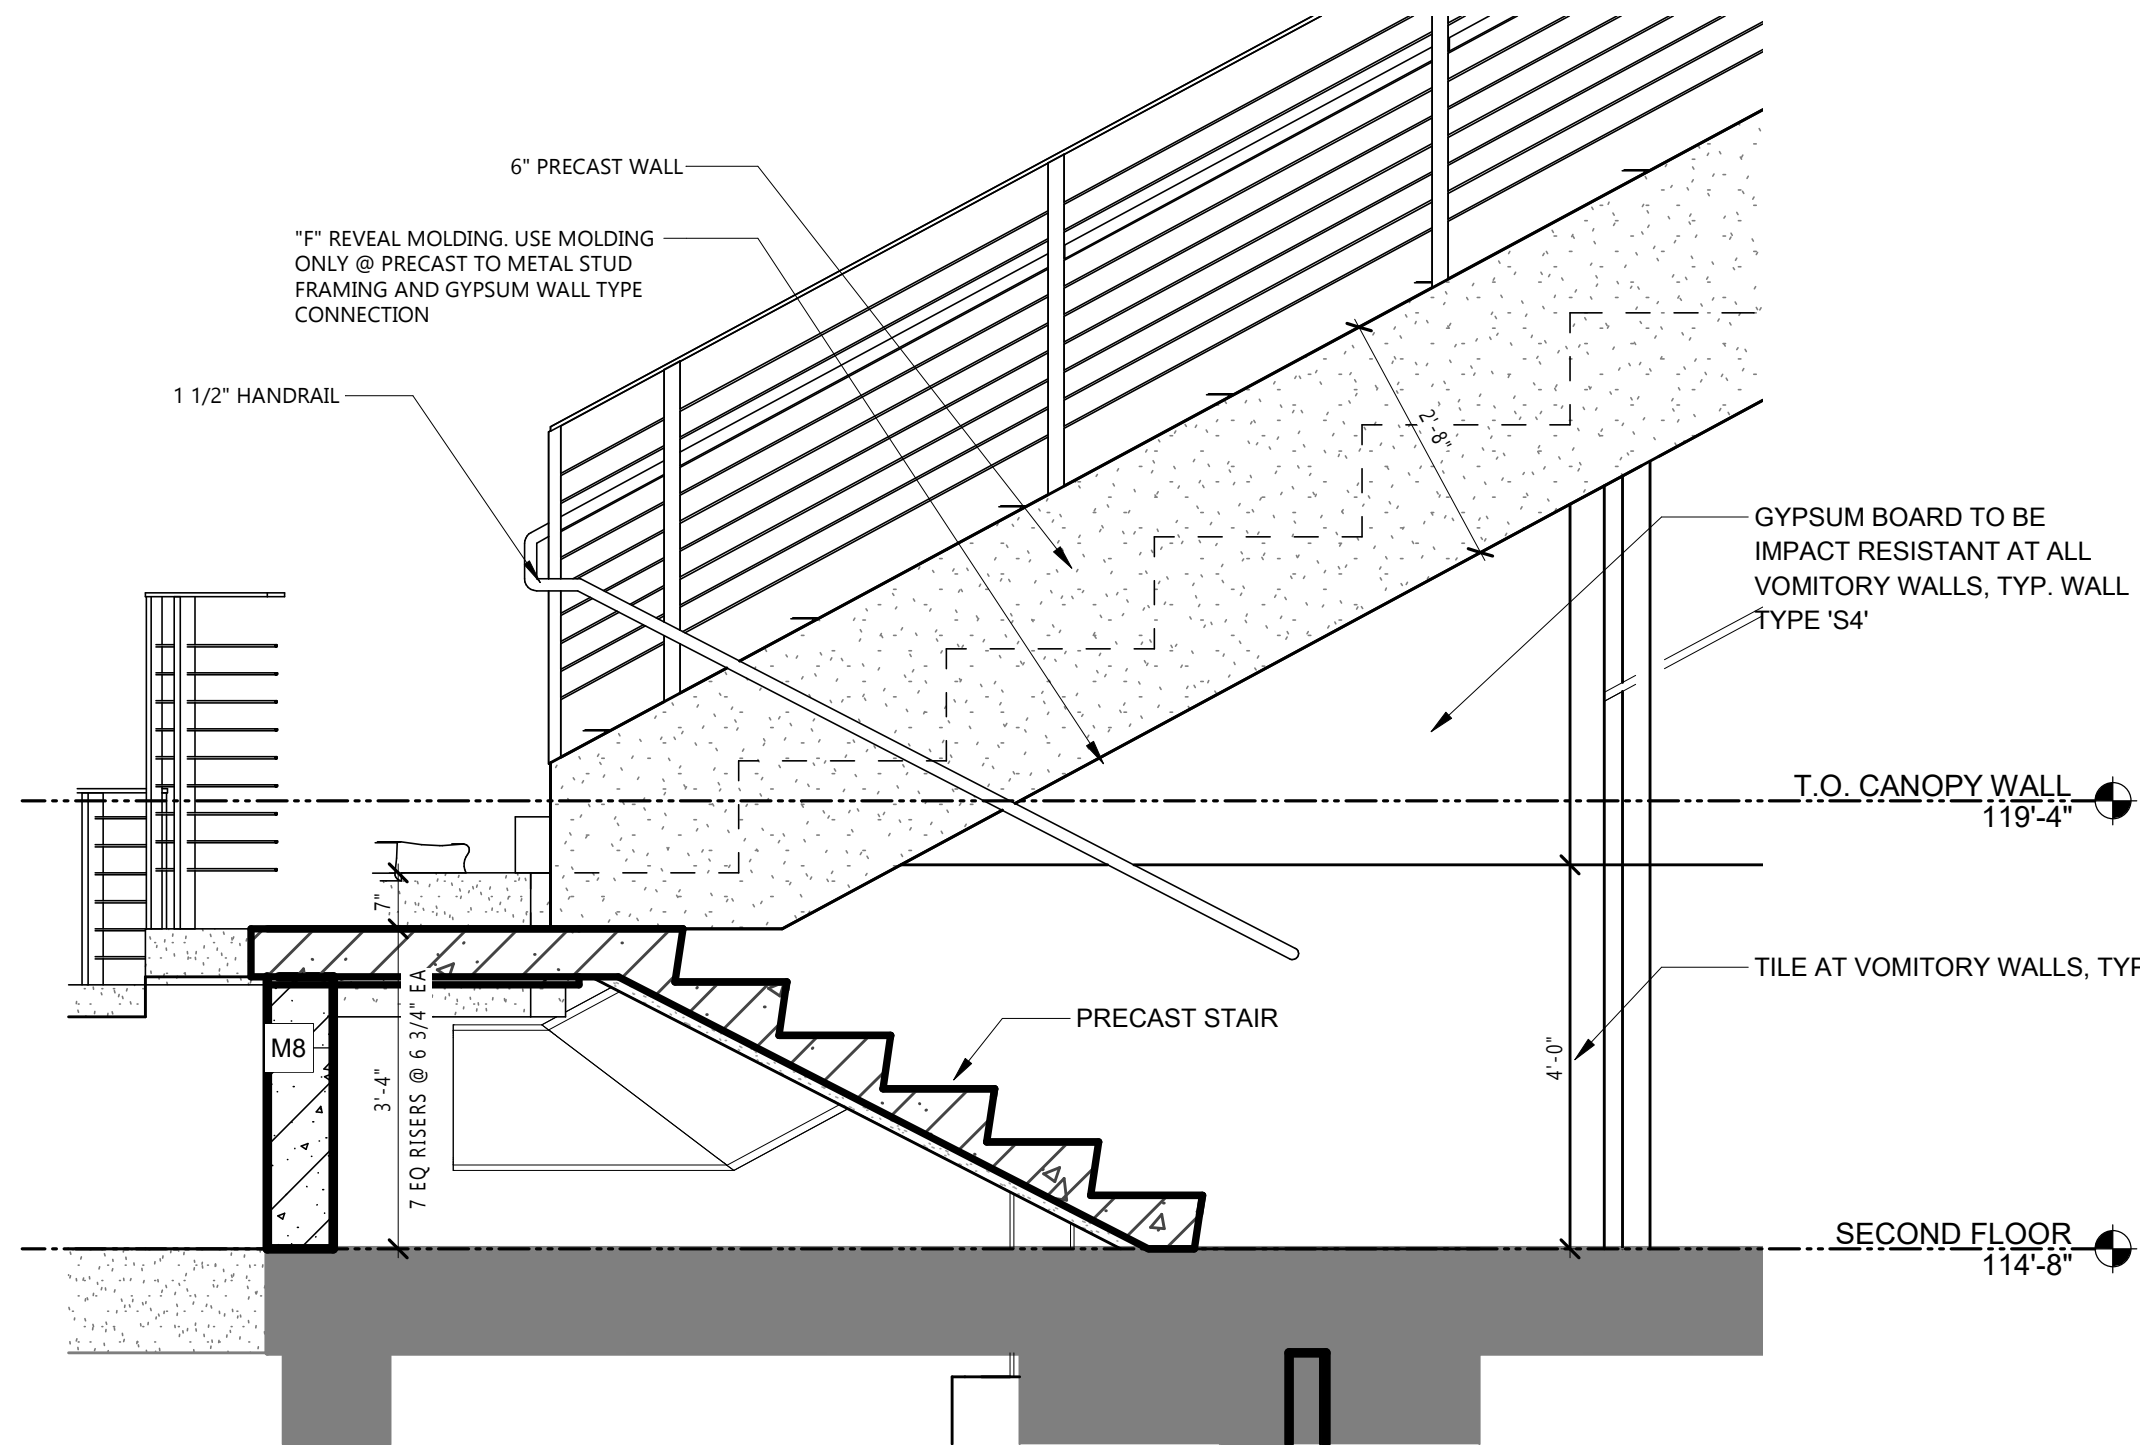 6" PRECAST WALL
"F" REVEAL MOLDING. USE MOLDING
ONLY @ PRECAST TO METAL STUD
FRAMING AND GYPSUM WALL TYPE
CONNECTION
1 1/2" HANDRAIL
2'-8"
GYPSUM BOARD TO BE
IMPACT RESISTANT AT ALL
VOMITORY WALLS, TYP. WALL
TYPE 'S4'
T.O. CANOPY WALL
119'-4"
7"
TILE AT VOMITORY WALLS, TYP
PRECAST STAIR
M8
3'-4"
7 EQ RISERS @ 6 3/4" EA
4'-0"
SECOND FLOOR
114'-8"